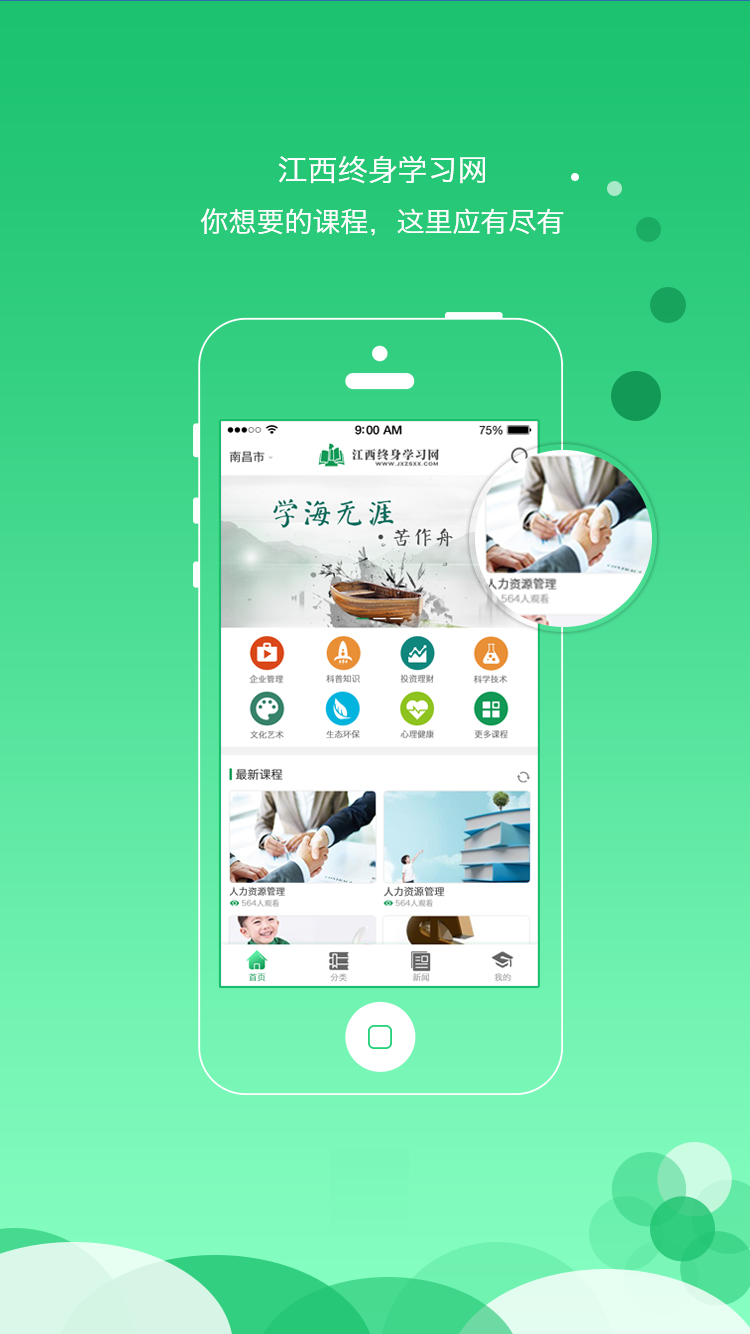 江西终身学习网
你想要的课程，这里应有尽有
9:00 AM
75%
南昌市
江西终身学习网
WWW.JXZSXX.COM
学海无涯
·苦作舟
人力资源管理
564人观看
企业管理
科普知识
投资理财
科学技术
文化艺术
生态环保
心理健康
更多课程
最新课程
CONTRACT
人力资源管理
人力资源管理
564人观看
564人观看
首页
分类
新闻
我的